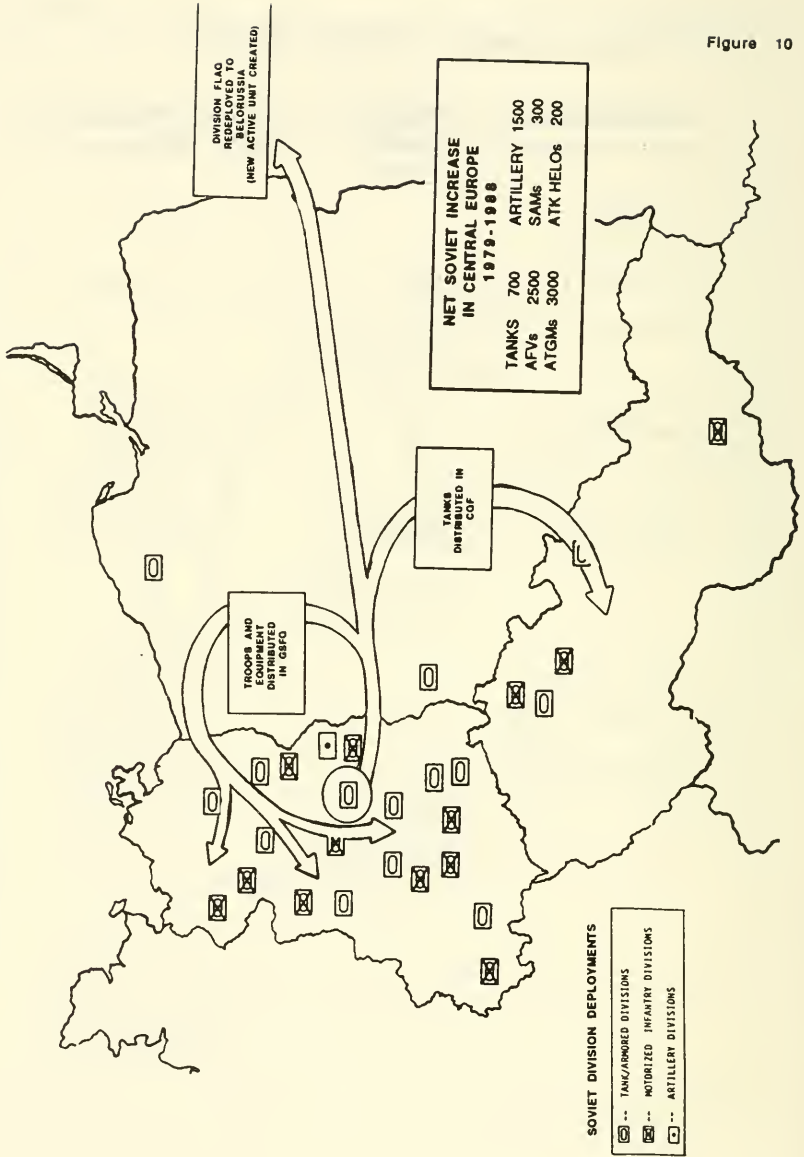 Figure 10
DIVISION FLAG
REDEPLOYED TO
BELORUSSIA
(NEW ACTIVE UNIT CREATED)
NET SOVIET INCREASE
IN CENTRAL EUROPE
1979-1988
TANKS 700 ARTILLERY 1500
AFVs 2500 SAMs 300
ATGMs 3000 ATK HELOs 200
TROOPS AND
EQUIPMENT
DISTRIBUTED
IN GSFG
TANKS
DISTRIBUTED IN
CGF
SOVIET DIVISION DEPLOYMENTS
-- TANK/ARMORED DIVISIONS
-- MOTORIZED INFANTRY DIVISIONS
-- ARTILLERY DIVISIONS